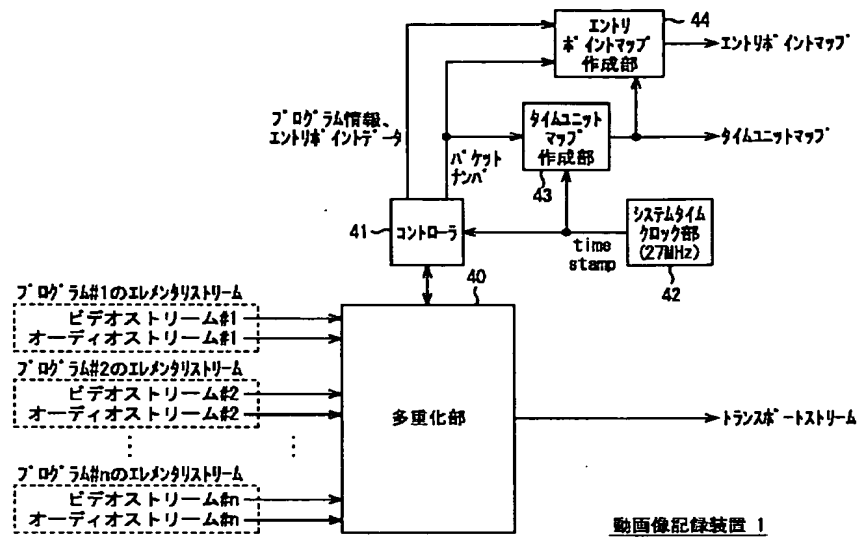 44
エントリ
ポイントマップ
作成部
エントリポイントマップ
プログラム情報、
エントリポイントデータ
パケット
ナンバ
タイムユニット
マップ
作成部
タイムユニットマップ
43
41
コントローラ
time
stamp
システムタイム
クロック部
(27MHz)
42
40
プログラム#1のエレメンタリストリーム
ビデオストリーム#1
オーディオストリーム#1
プログラム#2のエレメンタリストリーム
ビデオストリーム#2
オーディオストリーム#2
多重化部
トランスポートストリーム
プログラム#nのエレメンタリストリーム
ビデオストリーム#n
オーディオストリーム#n
動画像記録装置 1